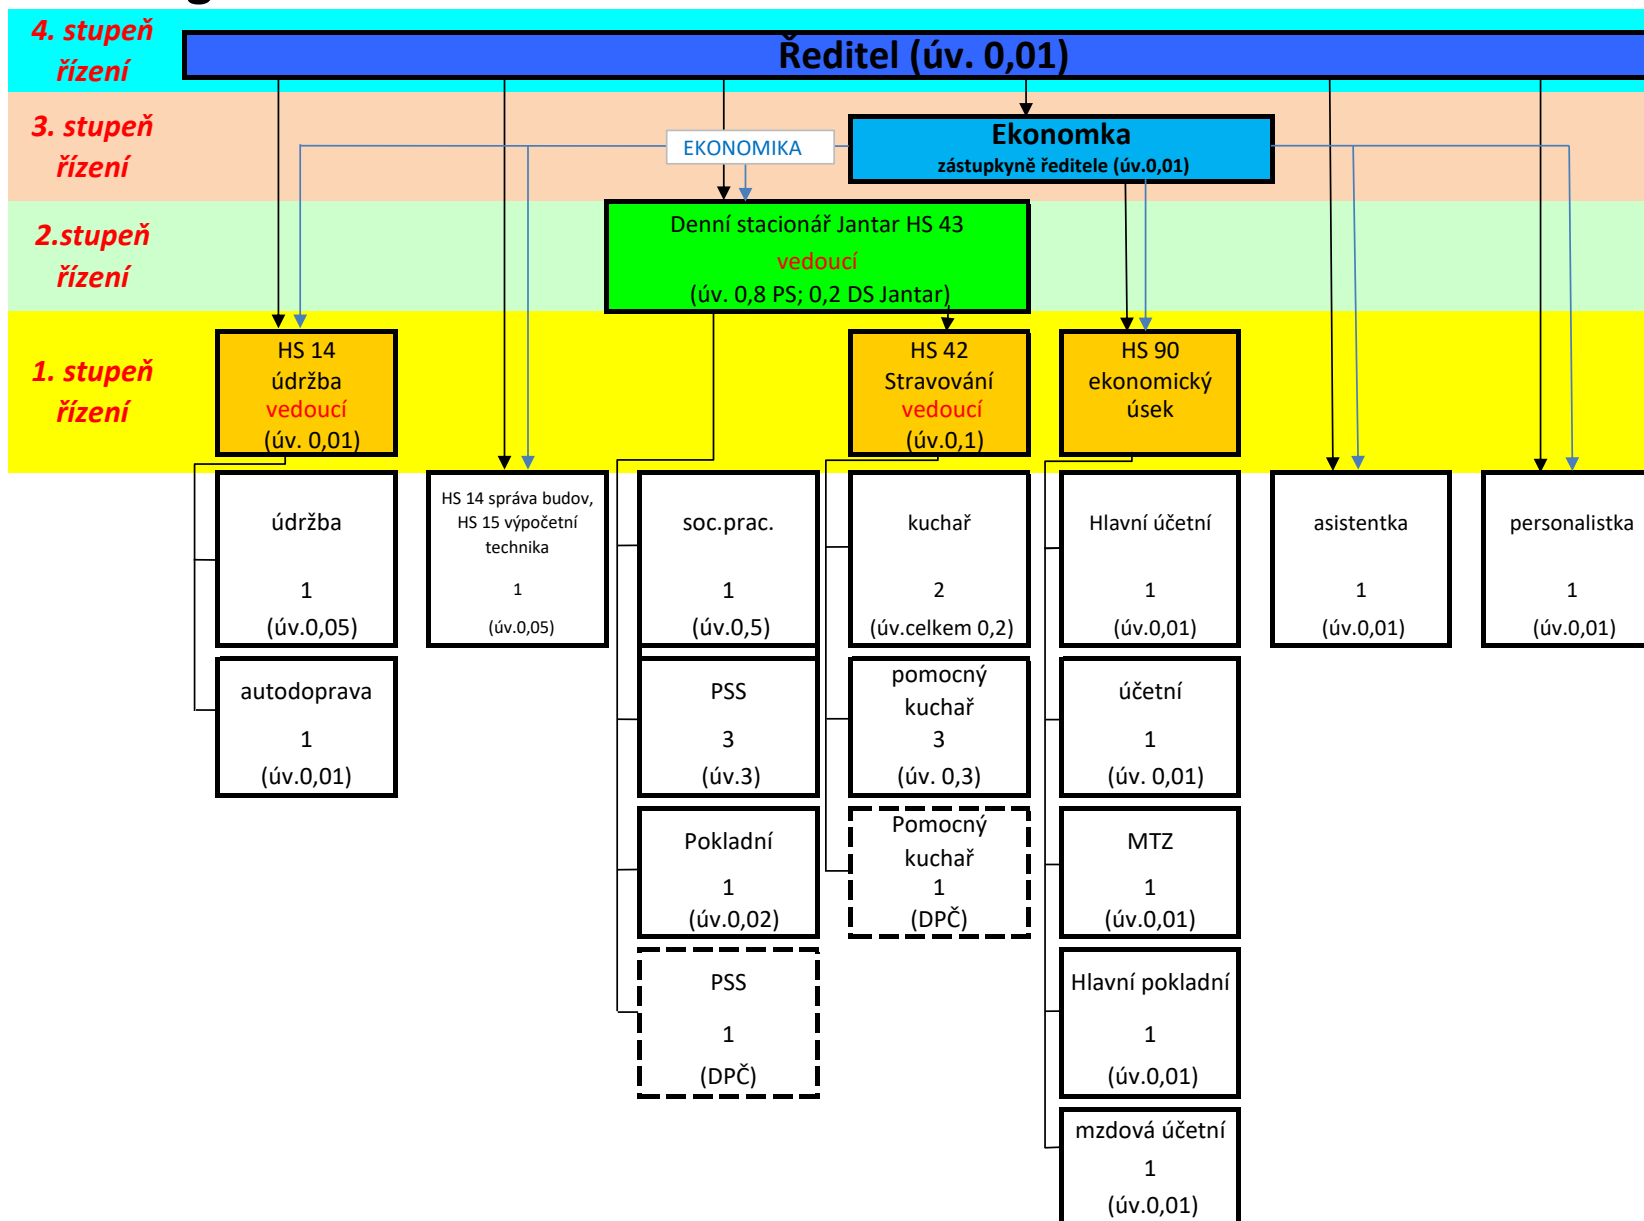 4. stupeň
řízení
Ředitel (úv. 0,01)
3. stupeň
řízení
EKONOMIKA
Ekonomka
zástupkyně ředitele (úv.0,01)
2.stupeň
řízení
Denní stacionář Jantar HS 43
vedoucí
(úv. 0,8 PS; 0,2 DS Jantar)
1. stupeň
řízení
HS 14
údržba
vedoucí
(úv. 0,01)
HS 42
Stravování
vedoucí
(úv.0,1)
HS 90
ekonomický
úsek
údržba
1
(úv.0,05)
HS 14 správa budov,
HS 15 výpočetní
technika
1
(úv.0,05)
soc.prac.
1
(úv.0,5)
kuchař
2
(úv.celkem 0,2)
Hlavní účetní
1
(úv.0,01)
asistentka
1
(úv.0,01)
personalistka
1
(úv.0,01)
autodoprava
1
(úv.0,01)
PSS
3
(úv.3)
pomocný
kuchař
3
(úv. 0,3)
účetní
1
(úv. 0,01)
Pokladní
1
(úv.0,02)
Pomocný
kuchař
1
(DPČ)
MTZ
1
(úv.0,01)
PSS
1
(DPČ)
Hlavní pokladní
1
(úv.0,01)
mzdová účetní
1
(úv.0,01)